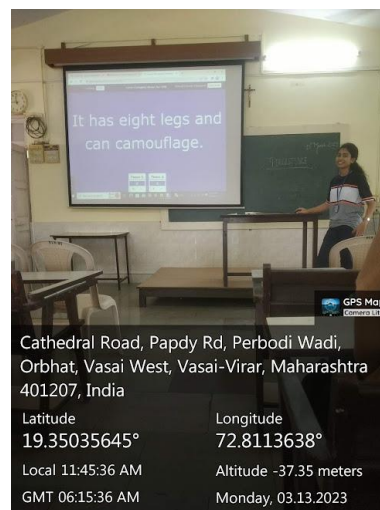 It has eight legs and
can camouflage.
GPS Map
Camera Lite
Cathedral Road, Papdy Rd, Perbodi Wadi,
Orbhat, Vasai West, Vasai-Virar, Maharashtra
401207, India
Latitude
Longitude
19.35035645°
72.8113638°
Local 11:45:36 AM
Altitude -37.35 meters
GMT 06:15:36 AM
Monday, 03.13.2023